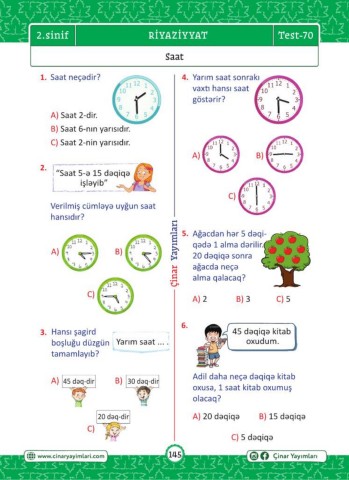 2.sinif
RİYAZİYYAT
Test-70
Saat
1. Saat neçədir?
A) Saat 2-dir.
B) Saat 6-nın yarısıdır.
C) Saat 2-nin yarısıdır.
2.
“Saat 5-ə 15 dəqiqə
işləyib”
Verilmiş cümləyə uyğun saat
hansıdır?
A)
B)
C)
3. Hansı şagird
boşluğu düzgün
tamamlayıb?
Yarım saat ... .
A) 45 dəq-dir
B) 30 dəq-dir
20 dəq-dir
C)
4. Yarım saat sonrakı
vaxtı hansı saat
göstərir?
A)
B)
C)
5. Ağacdan hər 5 dəqi-
qədə 1 alma dərilir.
20 dəqiqə sonra
ağacda neçə
alma qalacaq?
A) 2
B) 3
C) 5
6.
45 dəqiqə kitab
oxudum.
Adil daha neçə dəqiqə kitab
oxusa, 1 saat kitab oxumuş
olacaq?
A) 20 dəqiqə
B) 15 dəqiqə
C) 5 dəqiqə
Çinar Yayımları
www.cinaryayimlari.com
145
Çinar Yayımları